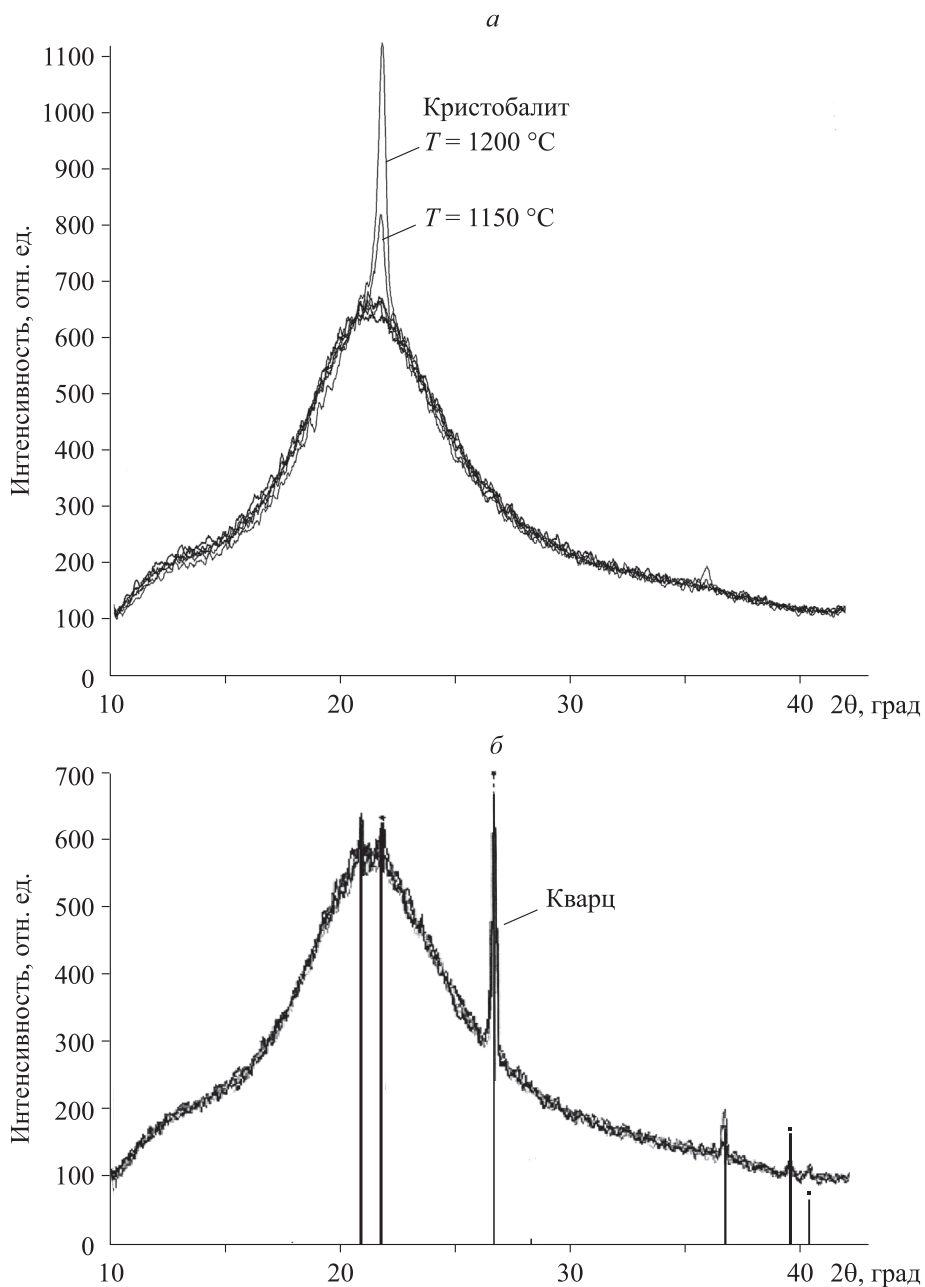 а
1100
1000
900
800
700
600
500
400
300
200
100
0
Интенсивность, отн. ед.
Кристобалит
T = 1200 °C
T = 1150 °C
10 20 30 40 2θ, град
б
700
600
500
400
300
200
100
0
Интенсивность, отн. ед.
Кварц
10 20 30 40 2θ, град